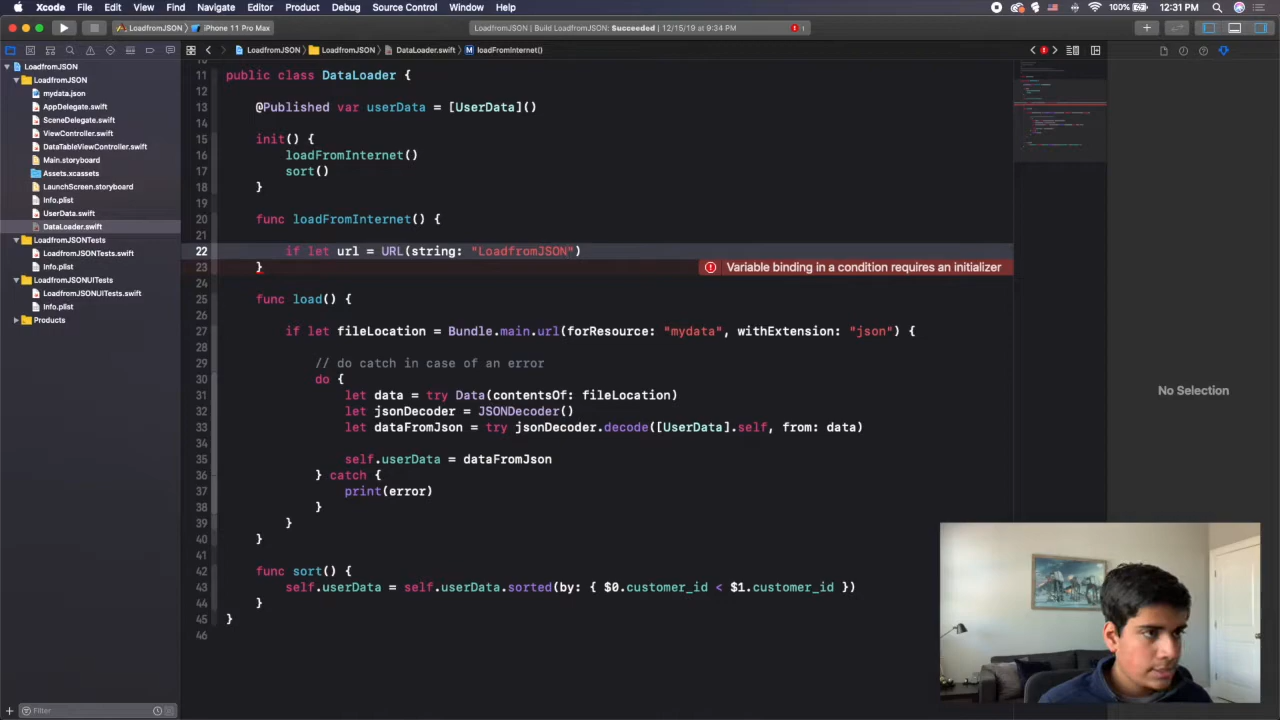 Xcode File Edit View Find Navigate Editor Product Debug Source Control Window Help 100% 12:31 PM
LoadfromJSON iPhone 11 Pro Max LoadfromJSON | Build LoadfromJSON: Succeeded | 12/15/19 at 9:34 PM 1
LoadfromJSON LoadfromJSON DataLoader.swift M loadFromInternet()
LoadfromJSON
LoadfromJSON
mydata.json
AppDelegate.swift
SceneDelegate.swift
ViewController.swift
DataTableViewController.swift
Main.storyboard
Assets.xcassets
LaunchScreen.storyboard
Info.plist
UserData.swift
DataLoader.swift
LoadfromJSONTests
LoadfromJSONTests.swift
Info.plist
LoadfromJSONUITests
LoadfromJSONUITests.swift
Info.plist
Products
Filter
10
11 public class DataLoader {
12
13 @Published var userData = [UserData]()
14
15 init() {
16 loadFromInternet()
17 sort()
18 }
19
20 func loadFromInternet() {
21
22 if let url = URL(string: "LoadfromJSON")
23 } Variable binding in a condition requires an initializer
24
25 func load() {
26
27 if let fileLocation = Bundle.main.url(forResource: "mydata", withExtension: "json") {
28
29 // do catch in case of an error
30 do {
31 let data = try Data(contentsOf: fileLocation)
32 let jsonDecoder = JSONDecoder()
33 let dataFromJson = try jsonDecoder.decode([UserData].self, from: data)
34
35 self.userData = dataFromJson
36 } catch {
37 print(error)
38 }
39 }
40 }
41
42 func sort() {
43 self.userData = self.userData.sorted(by: { $0.customer_id < $1.customer_id })
44 }
45 }
46
No Selection